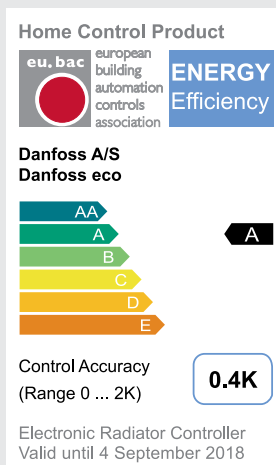 Home Control Product
eu.bac
european
building
automation
controls
association
ENERGY
Efficiency
Danfoss A/S
Danfoss eco
AA
A
A
B
C
D
E
Control Accuracy
(Range 0 ... 2K)
0.4K
Electronic Radiator Controller
Valid until 4 September 2018